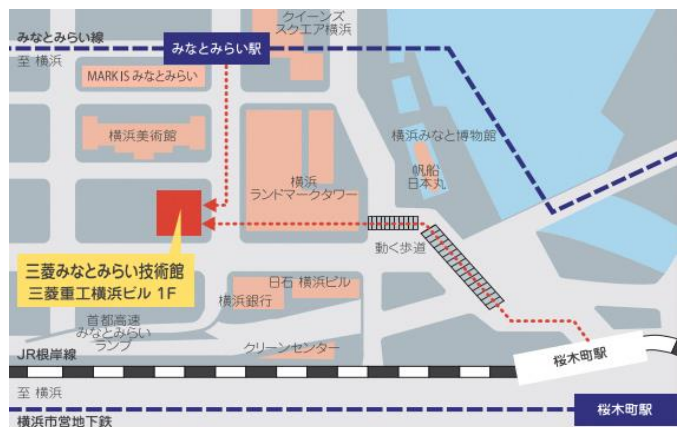 クイーンズ
スクエア横浜
みなとみらい線
みなとみらい駅
至 横浜
MARK IS みなとみらい
横浜美術館
横浜みなと博物館
帆船
日本丸
横浜
ランドマークタワー
動く歩道
三菱みなとみらい技術館
三菱重工横浜ビル 1F
日石 横浜ビル
横浜銀行
首都高速
みなとみらい
ランプ
クリーンセンター
JR根岸線
桜木町駅
至 横浜
桜木町駅
横浜市営地下鉄